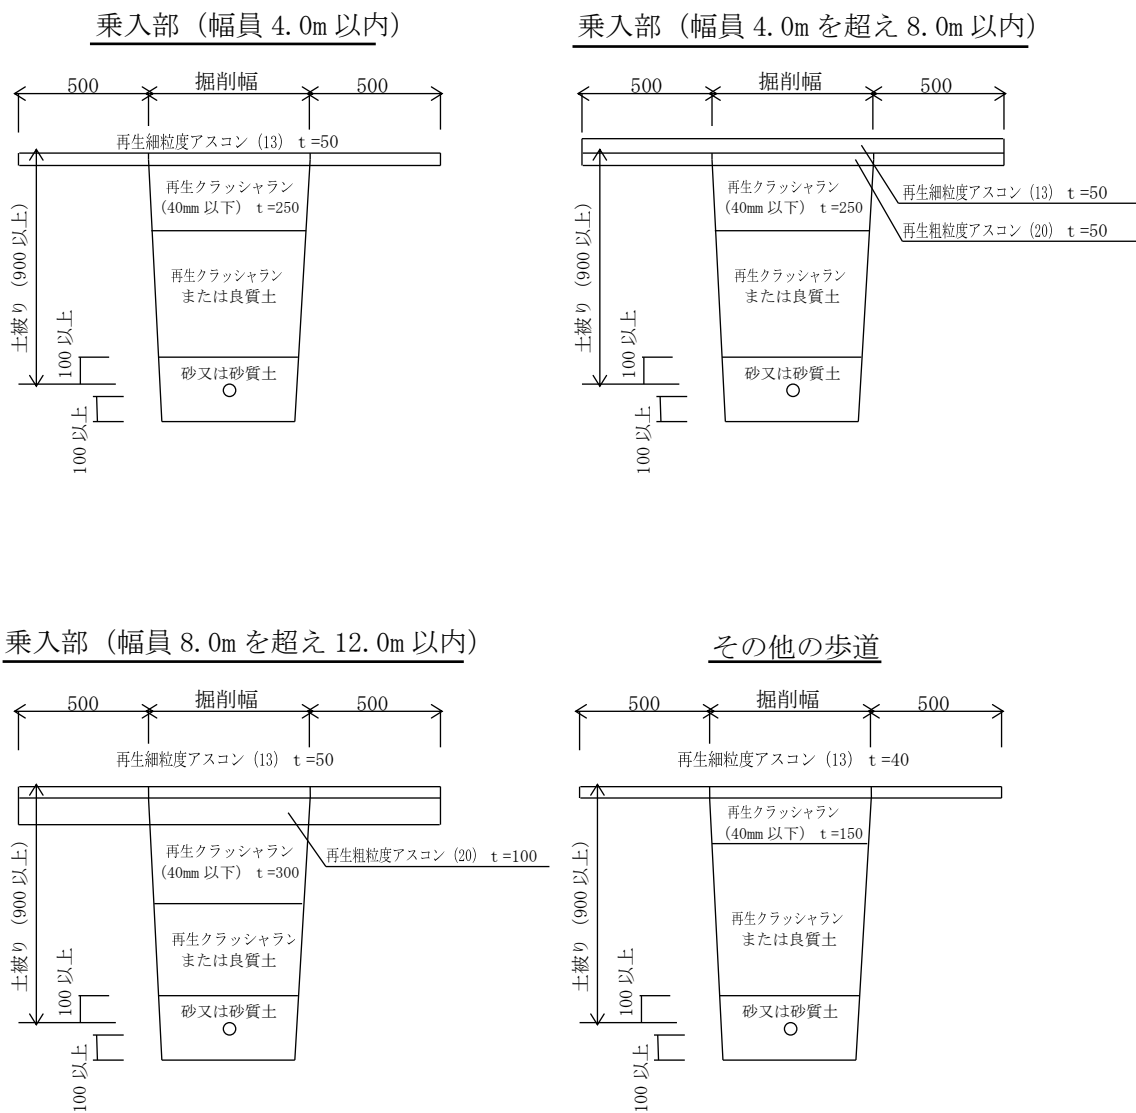 乗入部（幅員 4.0m 以内）
500
掘削幅
500
再生細粒度アスコン（13） t=50
再生クラッシャラン
（40mm 以下） t=250
再生クラッシャラン
または良質土
砂又は砂質土
土被り（900 以上）
100 以上
100 以上
乗入部（幅員 4.0m を超え 8.0m 以内）
500
掘削幅
500
再生細粒度アスコン（13） t=50
再生粗粒度アスコン（20） t=50
再生クラッシャラン
（40mm 以下） t=250
再生クラッシャラン
または良質土
砂又は砂質土
土被り（900 以上）
100 以上
100 以上
乗入部（幅員 8.0m を超え 12.0m 以内）
500
掘削幅
500
再生細粒度アスコン（13） t=50
再生粗粒度アスコン（20） t=100
再生クラッシャラン
（40mm 以下） t=300
再生クラッシャラン
または良質土
砂又は砂質土
土被り（900 以上）
100 以上
100 以上
その他の歩道
500
掘削幅
500
再生細粒度アスコン（13） t=40
再生クラッシャラン
（40mm 以下） t=150
再生クラッシャラン
または良質土
砂又は砂質土
土被り（900 以上）
100 以上
100 以上